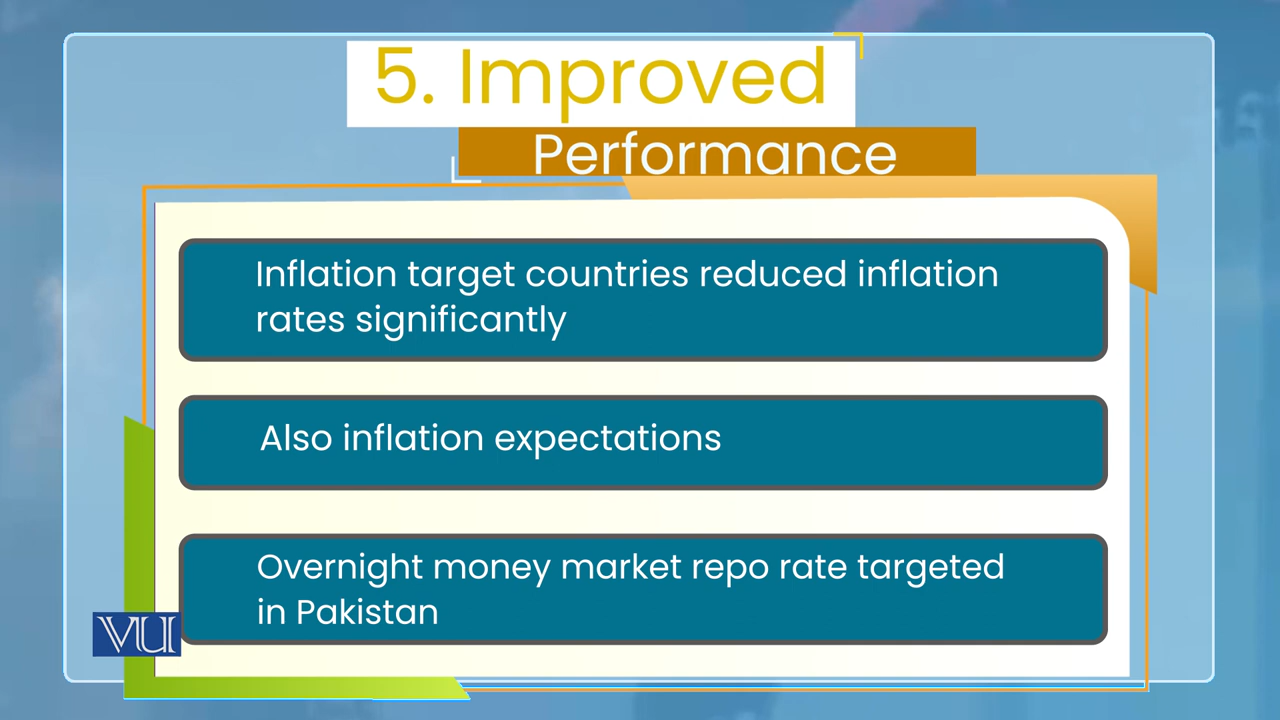 5. Improved
Performance
Inflation target countries reduced inflation
rates significantly
Also inflation expectations
Overnight money market repo rate targeted
in Pakistan
VU